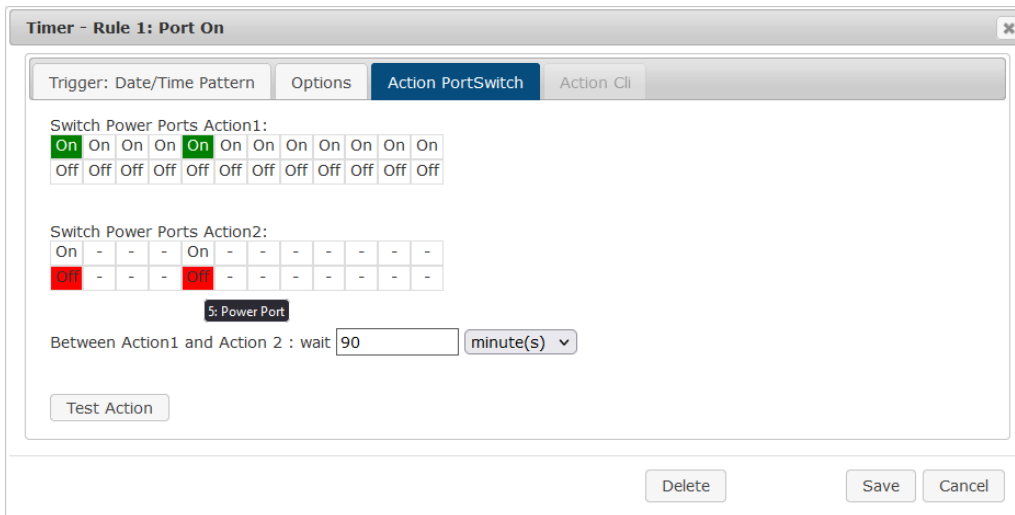 Timer - Rule 1: Port On
Trigger: Date/Time Pattern Options Action PortSwitch Action Cli
Switch Power Ports Action1:
On On On On On On On On On On On On
Off Off Off Off Off Off Off Off Off Off Off Off
Switch Power Ports Action2:
On - - - On - - - - - - -
Off - - - Off - - - - - - -
5: Power Port
Between Action1 and Action 2 : wait 90 minute(s)
Test Action
Delete Save Cancel